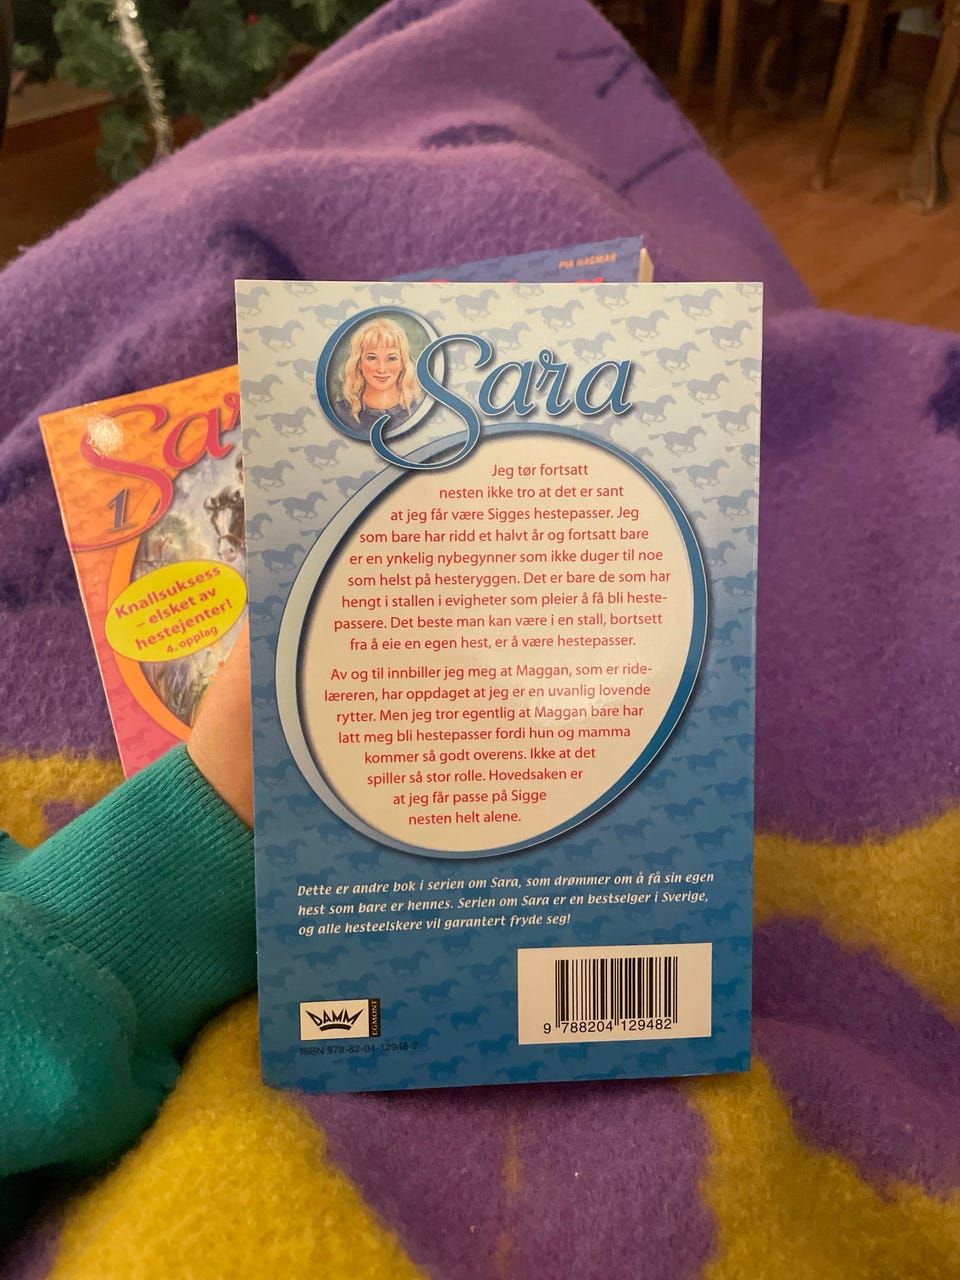 PIA HAGMAR
Sara
1
Knallsuksess
– elsket av
hestejenter!
4. opplag
Sara
Jeg tør fortsatt
nesten ikke tro at det er sant
at jeg får være Sigges hestepasser. Jeg
som bare har ridd et halvt år og fortsatt bare
er en ynkelig nybegynner som ikke duger til noe
som helst på hesteryggen. Det er bare de som har
hengt i stallen i evigheter som pleier å få bli heste-
passere. Det beste man kan være i en stall, bortsett
fra å eie en egen hest, er å være hestepasser.
Av og til innbiller jeg meg at Maggan, som er ride-
læreren, har oppdaget at jeg er en uvanlig lovende
rytter. Men jeg tror egentlig at Maggan bare har
latt meg bli hestepasser fordi hun og mamma
kommer så godt overens. Ikke at det
spiller så stor rolle. Hovedsaken er
at jeg får passe på Sigge
nesten helt alene.
Dette er andre bok i serien om Sara, som drømmer om å få sin egen
hest som bare er hennes. Serien om Sara er en bestselger i Sverige,
og alle hesteelskere vil garantert fryde seg!
DAMM
EGMONT
ISBN 978-82-04-12948-2
9 788204 129482